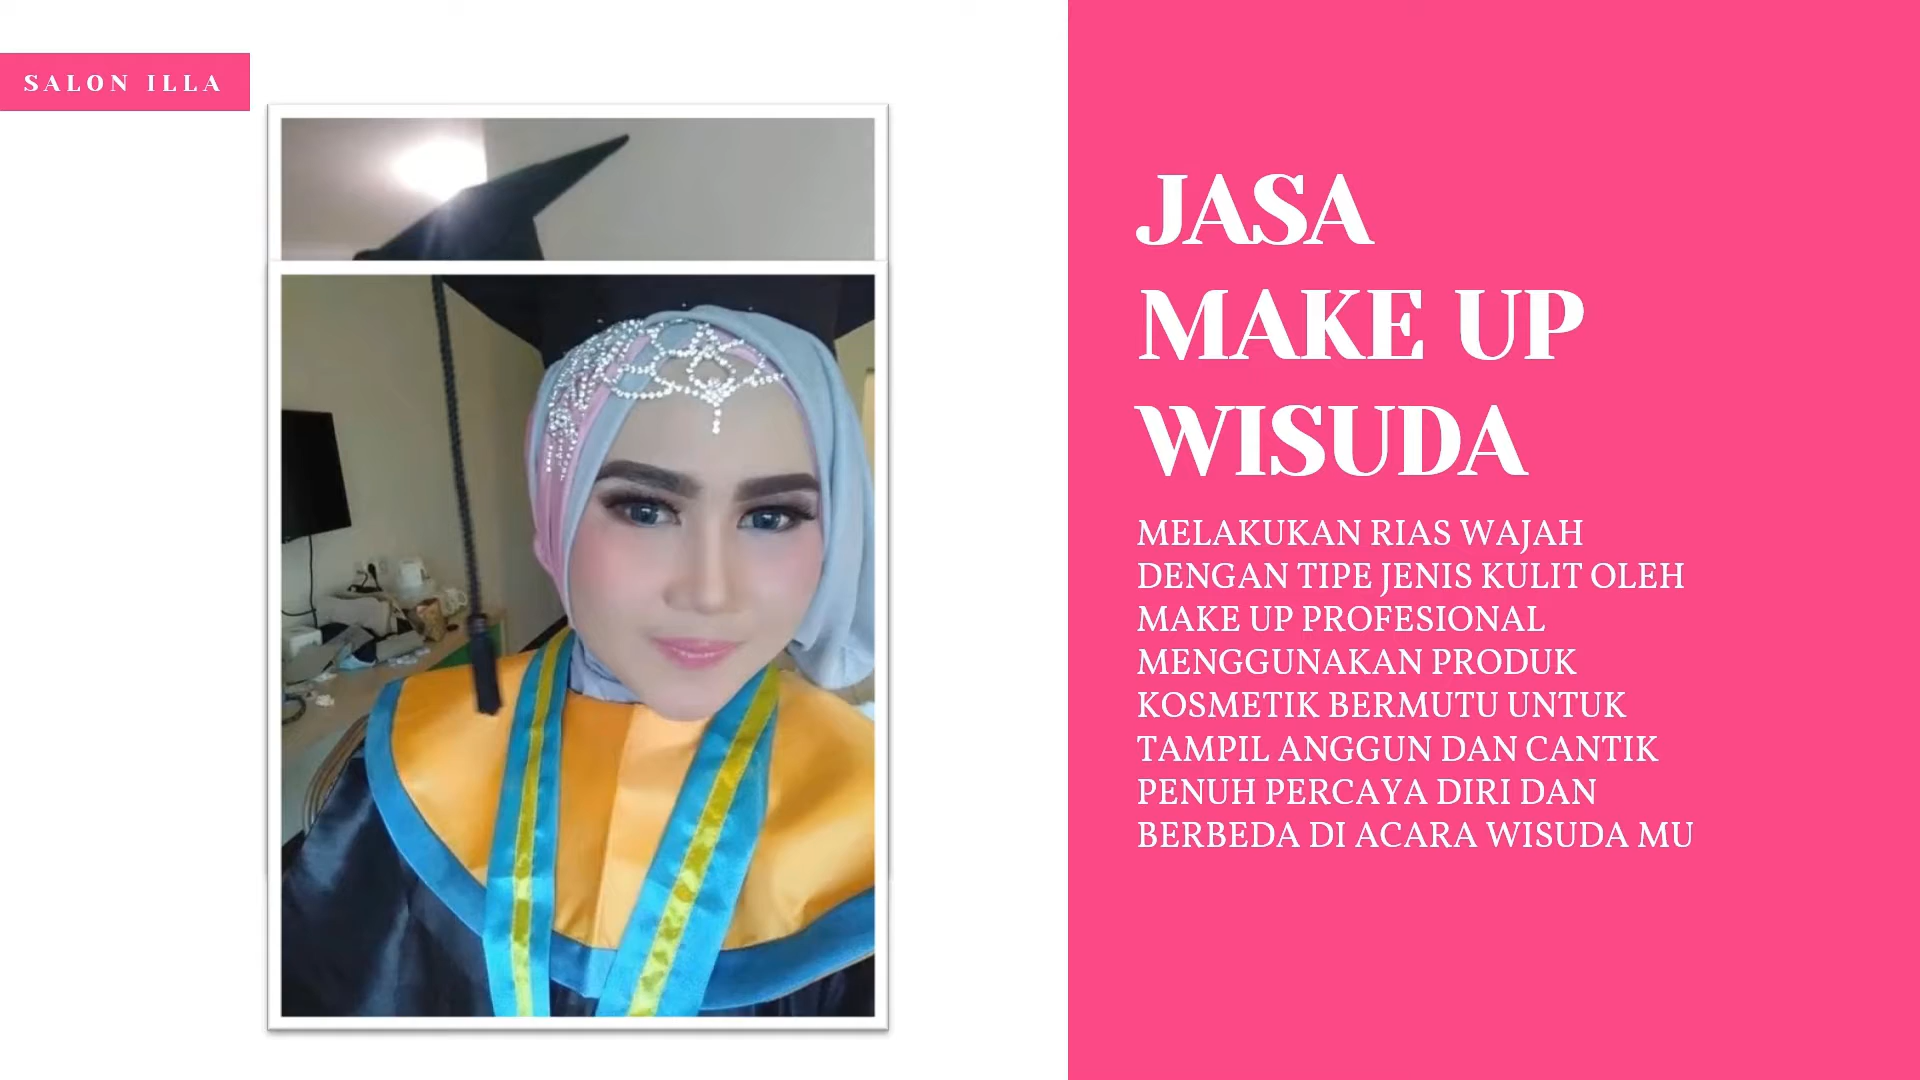 SALON ILLA
JASA
MAKE UP
WISUDA
MELAKUKAN RIAS WAJAH
DENGAN TIPE JENIS KULIT OLEH
MAKE UP PROFESIONAL
MENGGUNAKAN PRODUK
KOSMETIK BERMUTU UNTUK
TAMPIL ANGGUN DAN CANTIK
PENUH PERCAYA DIRI DAN
BERBEDA DI ACARA WISUDA MU